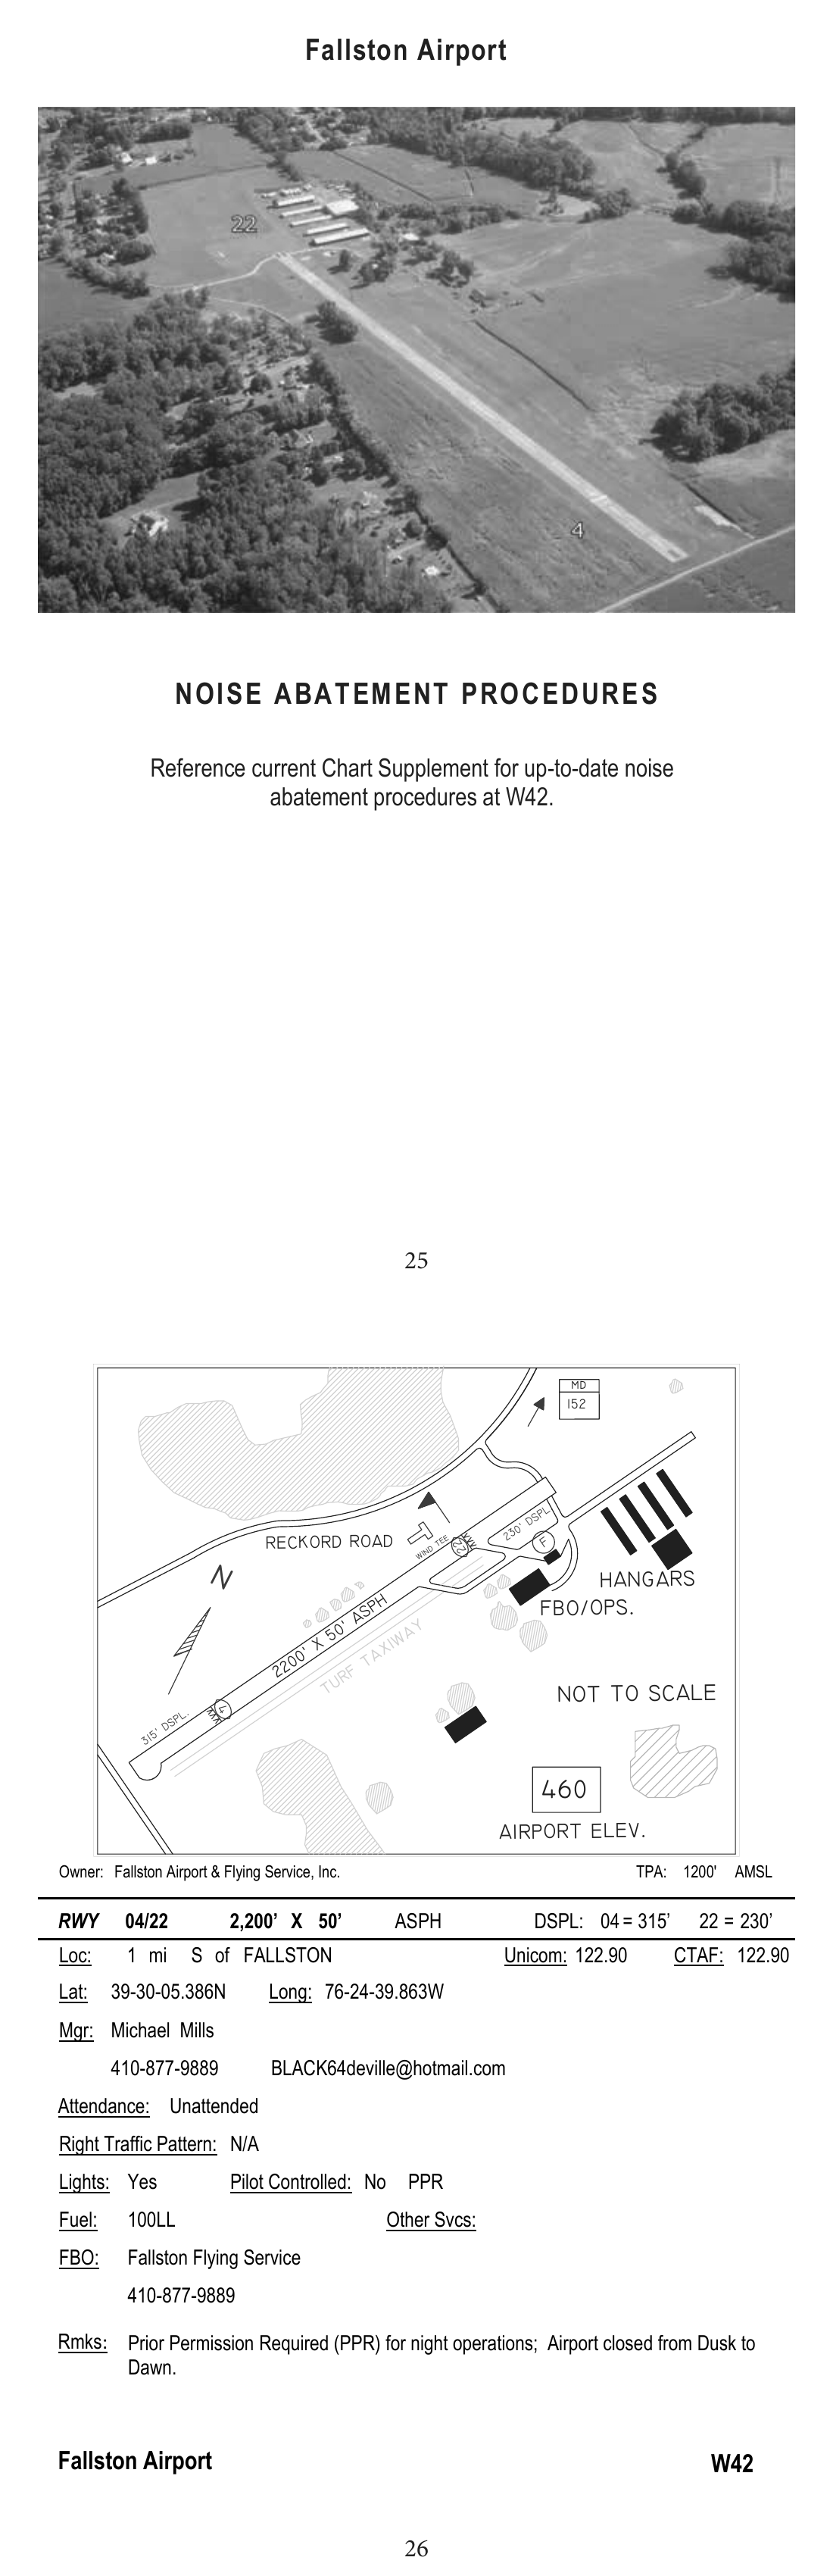 Fallston Airport
22
4
NOISE ABATEMENT PROCEDURES
Reference current Chart Supplement for up-to-date noise
abatement procedures at W42.
25
MD
152
RECKORD ROAD
WIND TEE
22
230' DSPL.
F
N
HANGARS
FBO/OPS.
2200' X 50' ASPH
TURF TAXIWAY
NOT TO SCALE
315' DSPL.
4
460
AIRPORT ELEV.
Owner: Fallston Airport & Flying Service, Inc. TPA: 1200' AMSL
RWY 04/22 2,200’ X 50’ ASPH DSPL: 04 = 315’ 22 = 230’
Loc: 1 mi S of FALLSTON Unicom: 122.90 CTAF: 122.90
Lat: 39-30-05.386N Long: 76-24-39.863W
Mgr: Michael Mills
410-877-9889 BLACK64deville@hotmail.com
Attendance: Unattended
Right Traffic Pattern: N/A
Lights: Yes Pilot Controlled: No PPR
Fuel: 100LL Other Svcs:
FBO: Fallston Flying Service
410-877-9889
Rmks: Prior Permission Required (PPR) for night operations; Airport closed from Dusk to
Dawn.
Fallston Airport W42
26